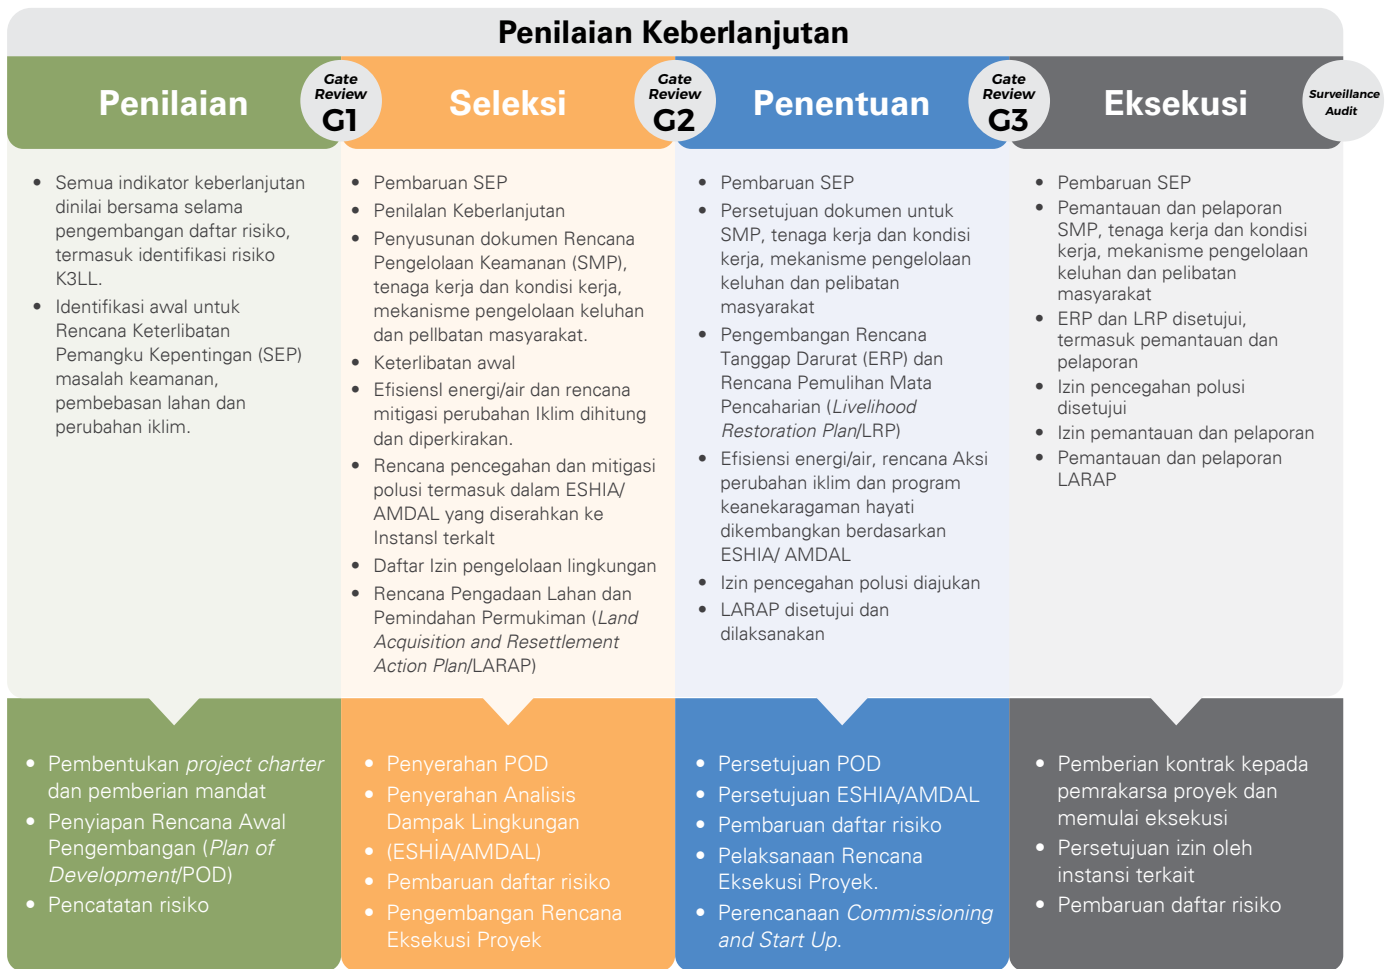 Penilaian Keberlanjutan
Penilaian
Gate
Review
G1
Seleksi
Gate
Review
G2
Penentuan
Gate
Review
G3
Eksekusi
Surveillance
Audit
• Semua indikator keberlanjutan
dinilai bersama selama
pengembangan daftar risiko,
termasuk identifikasi risiko
K3LL.
• Identifikasi awal untuk
Rencana Keterlibatan
Pemangku Kepentingan (SEP)
masalah keamanan,
pembebasan lahan dan
perubahan iklim.
• Pembaruan SEP
• Penilalan Keberlanjutan
• Penyusunan dokumen Rencana
Pengelolaan Keamanan (SMP),
tenaga kerja dan kondisi kerja,
mekanisme pengelolaan keluhan
dan pellbatan masyarakat.
• Keterlibatan awal
• Efisiensl energi/air dan rencana
mitigasi perubahan Iklim dihitung
dan diperkirakan.
• Rencana pencegahan dan mitigasi
polusi termasuk dalam ESHIA/
AMDAL yang diserahkan ke
Instansl terkalt
• Daftar Izin pengelolaan lingkungan
• Rencana Pengadaan Lahan dan
Pemindahan Permukiman (Land
Acquisition and Resettlement
Action Plan/LARAP)
• Pembaruan SEP
• Persetujuan dokumen untuk
SMP, tenaga kerja dan kondisi
kerja, mekanisme pengelolaan
keluhan dan pelibatan
masyarakat
• Pengembangan Rencana
Tanggap Darurat (ERP) dan
Rencana Pemulihan Mata
Pencaharian (Livelihood
Restoration Plan/LRP)
• Efisiensi energi/air, rencana Aksi
perubahan iklim dan program
keanekaragaman hayati
dikembangkan berdasarkan
ESHIA/ AMDAL
• Izin pencegahan polusi diajukan
• LARAP disetujui dan
dilaksanakan
• Pembaruan SEP
• Pemantauan dan pelaporan
SMP, tenaga kerja dan kondisi
kerja, mekanisme pengelolaan
keluhan dan pelibatan
masyarakat
• ERP dan LRP disetujui,
termasuk pemantauan dan
pelaporan
• Izin pencegahan polusi
disetujui
• Izin pemantauan dan pelaporan
• Pemantauan dan pelaporan
LARAP
• Pembentukan project charter
dan pemberian mandat
• Penyiapan Rencana Awal
Pengembangan (Plan of
Development/POD)
• Pencatatan risiko
• Penyerahan POD
• Penyerahan Analisis
Dampak Lingkungan
• (ESHİA/AMDAL)
• Pembaruan daftar risiko
• Pengembangan Rencana
Eksekusi Proyek
• Persetujuan POD
• Persetujuan ESHIA/AMDAL
• Pembaruan daftar risiko
• Pelaksanaan Rencana
Eksekusi Proyek.
• Perencanaan Commissioning
and Start Up.
• Pemberian kontrak kepada
pemrakarsa proyek dan
memulai eksekusi
• Persetujuan izin oleh
instansi terkait
• Pembaruan daftar risiko